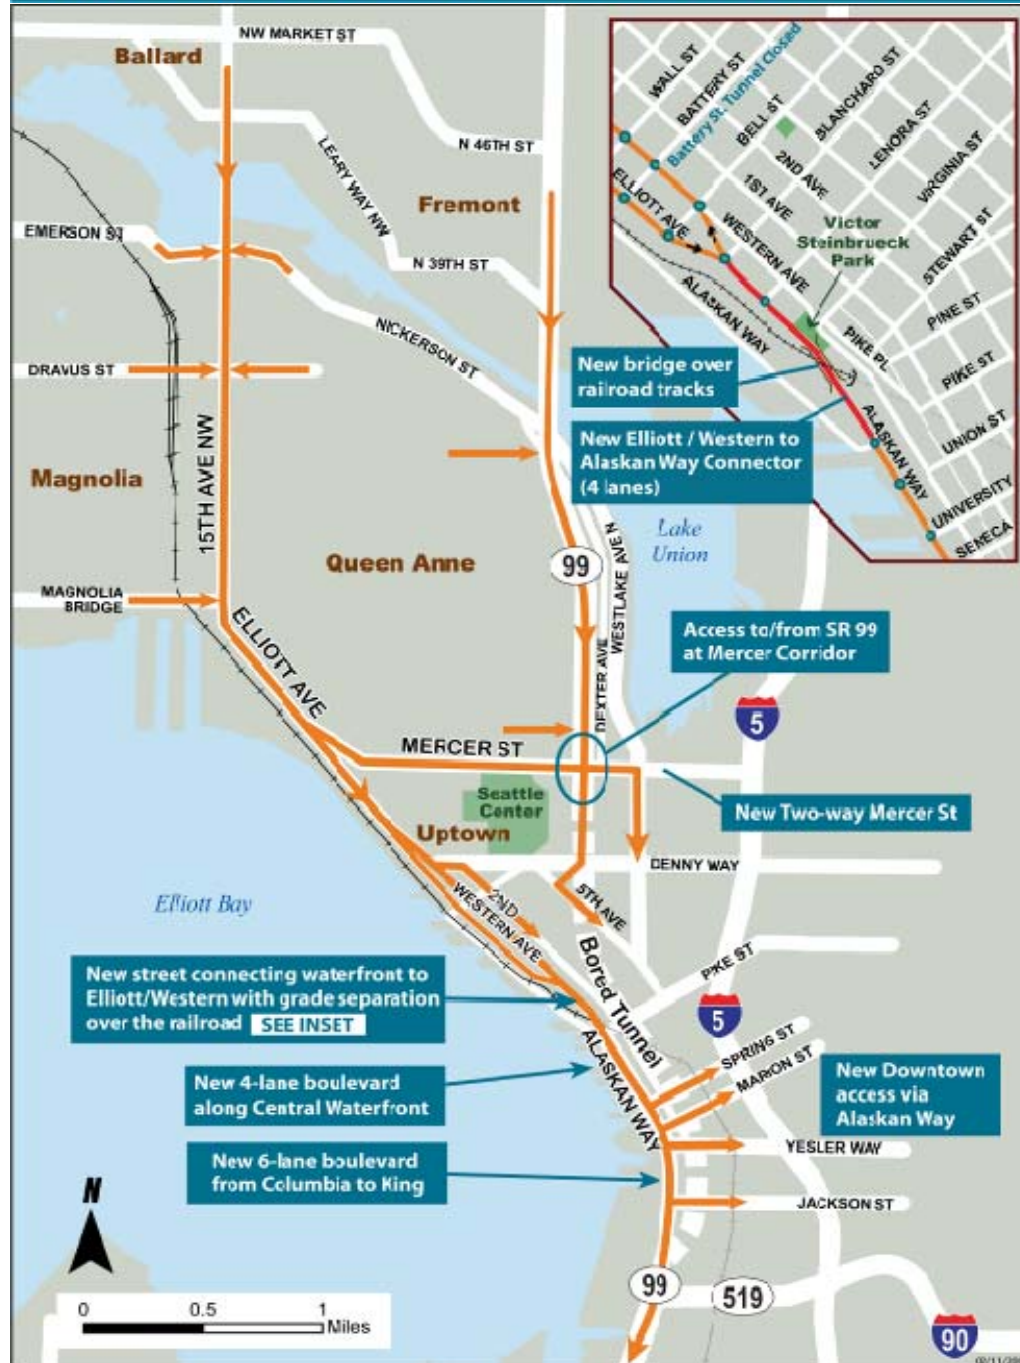 NW MARKET ST
Ballard
N 46TH ST
LEARY WAY NW
Fremont
EMERSON ST
N 39TH ST
NICKERSON ST
DRAVUS ST
Magnolia
15TH AVE NW
Queen Anne
99
WESTLAKE AVE N
Lake
Union
MAGNOLIA
BRIDGE
ELLIOTT AVE
DEXTER AVE
Access to/from SR 99
at Mercer Corridor
5
MERCER ST
Seattle
Center
New Two-way Mercer St
Uptown
DENNY WAY
Elliott Bay
2ND
WESTERN AVE
5TH AVE
Bored Tunnel
PIKE ST
New street connecting waterfront to
Elliott/Western with grade separation
over the railroad SEE INSET
5
SPRING ST
MARION ST
ALASKAN WAY
New 4-lane boulevard
along Central Waterfront
New Downtown
access via
Alaskan Way
YESLER WAY
New 6-lane boulevard
from Columbia to King
JACKSON ST
N
99
519
90
0 0.5 1
Miles
WALL ST
BATTERY ST
Battery St. Tunnel Closed
BELL ST
BLANCHARD ST
LENORA ST
VIRGINIA ST
2ND AVE
1ST AVE
ELLIOTT AVE
WESTERN AVE
Victor
Steinbrueck
Park
STEWART ST
ALASKAN WAY
PIKE PL
PINE ST
PIKE ST
New bridge over
railroad tracks
New Elliott / Western to
Alaskan Way Connector
(4 lanes)
ALASKAN WAY
UNION ST
UNIVERSITY
SENECA